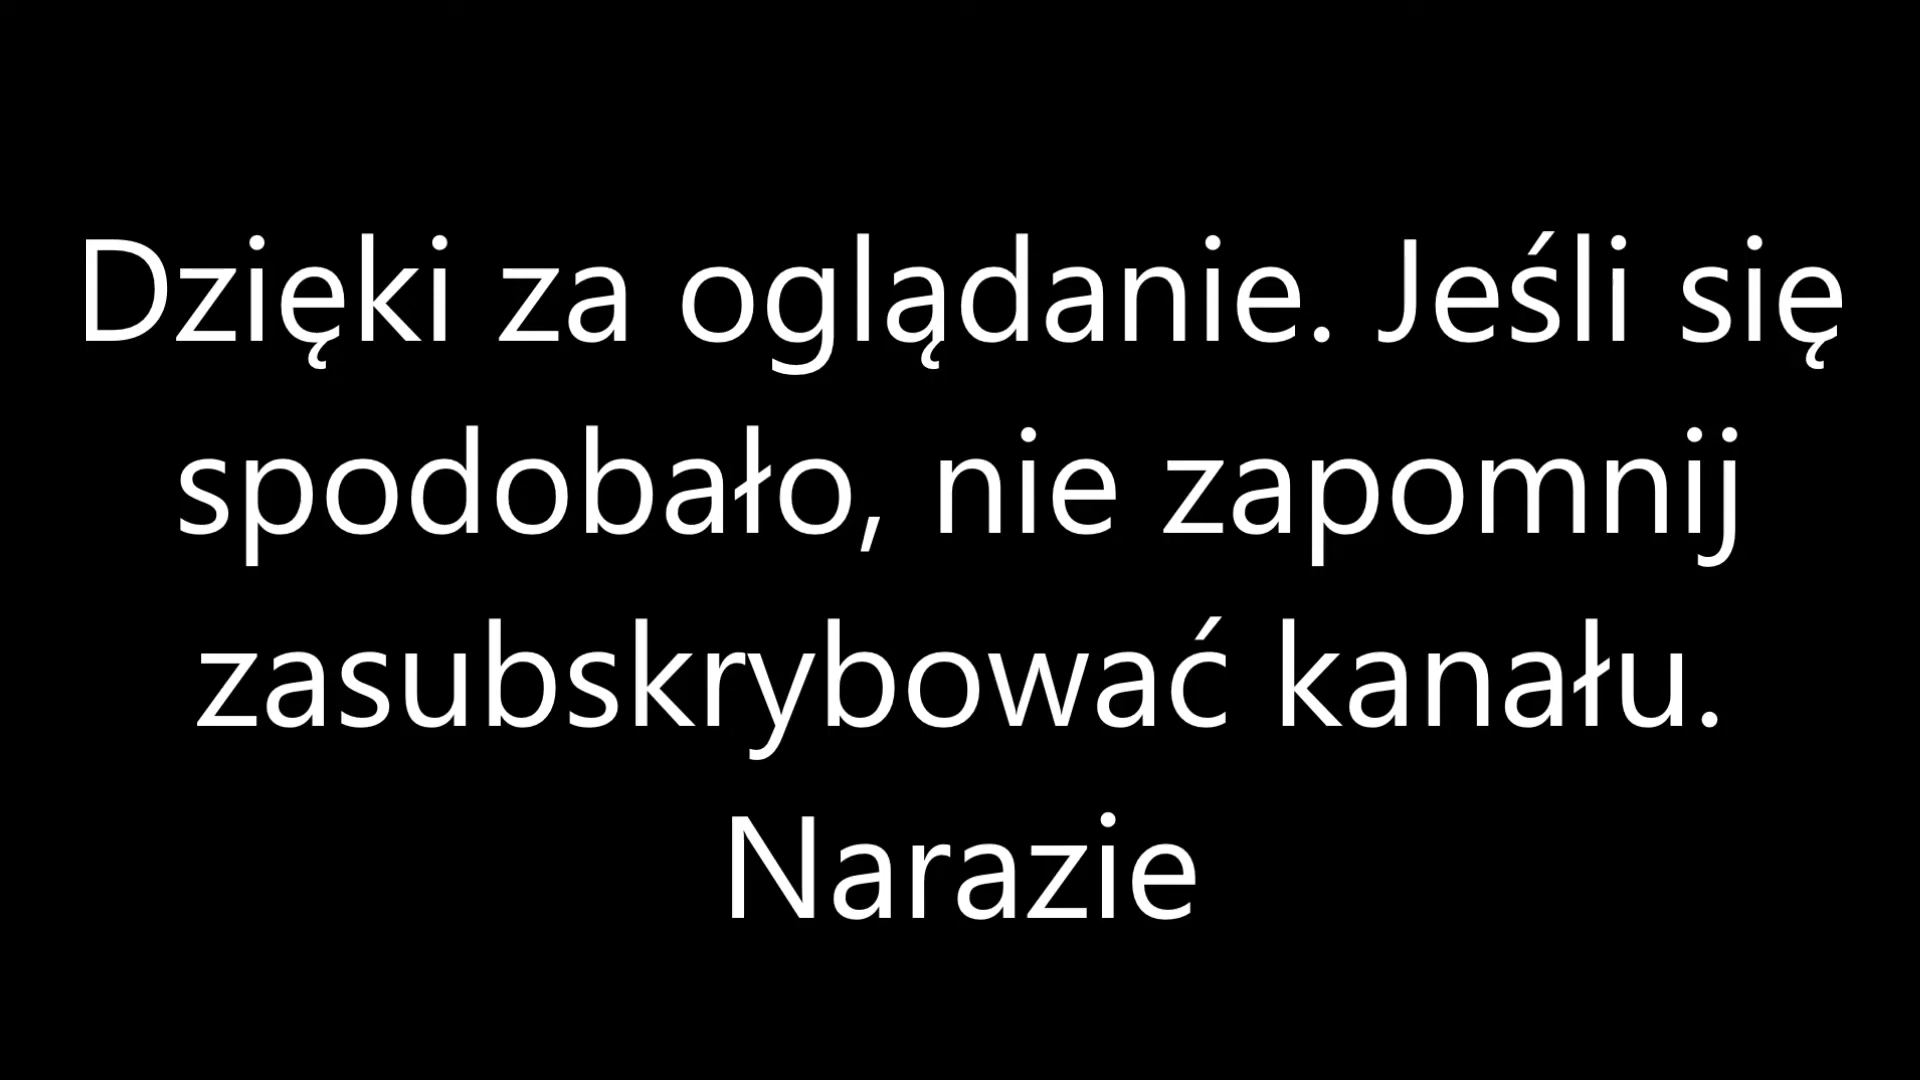 Dzięki za oglądanie. Jeśli się
spodobało, nie zapomnij
zasubskrybować kanału.
Narazie